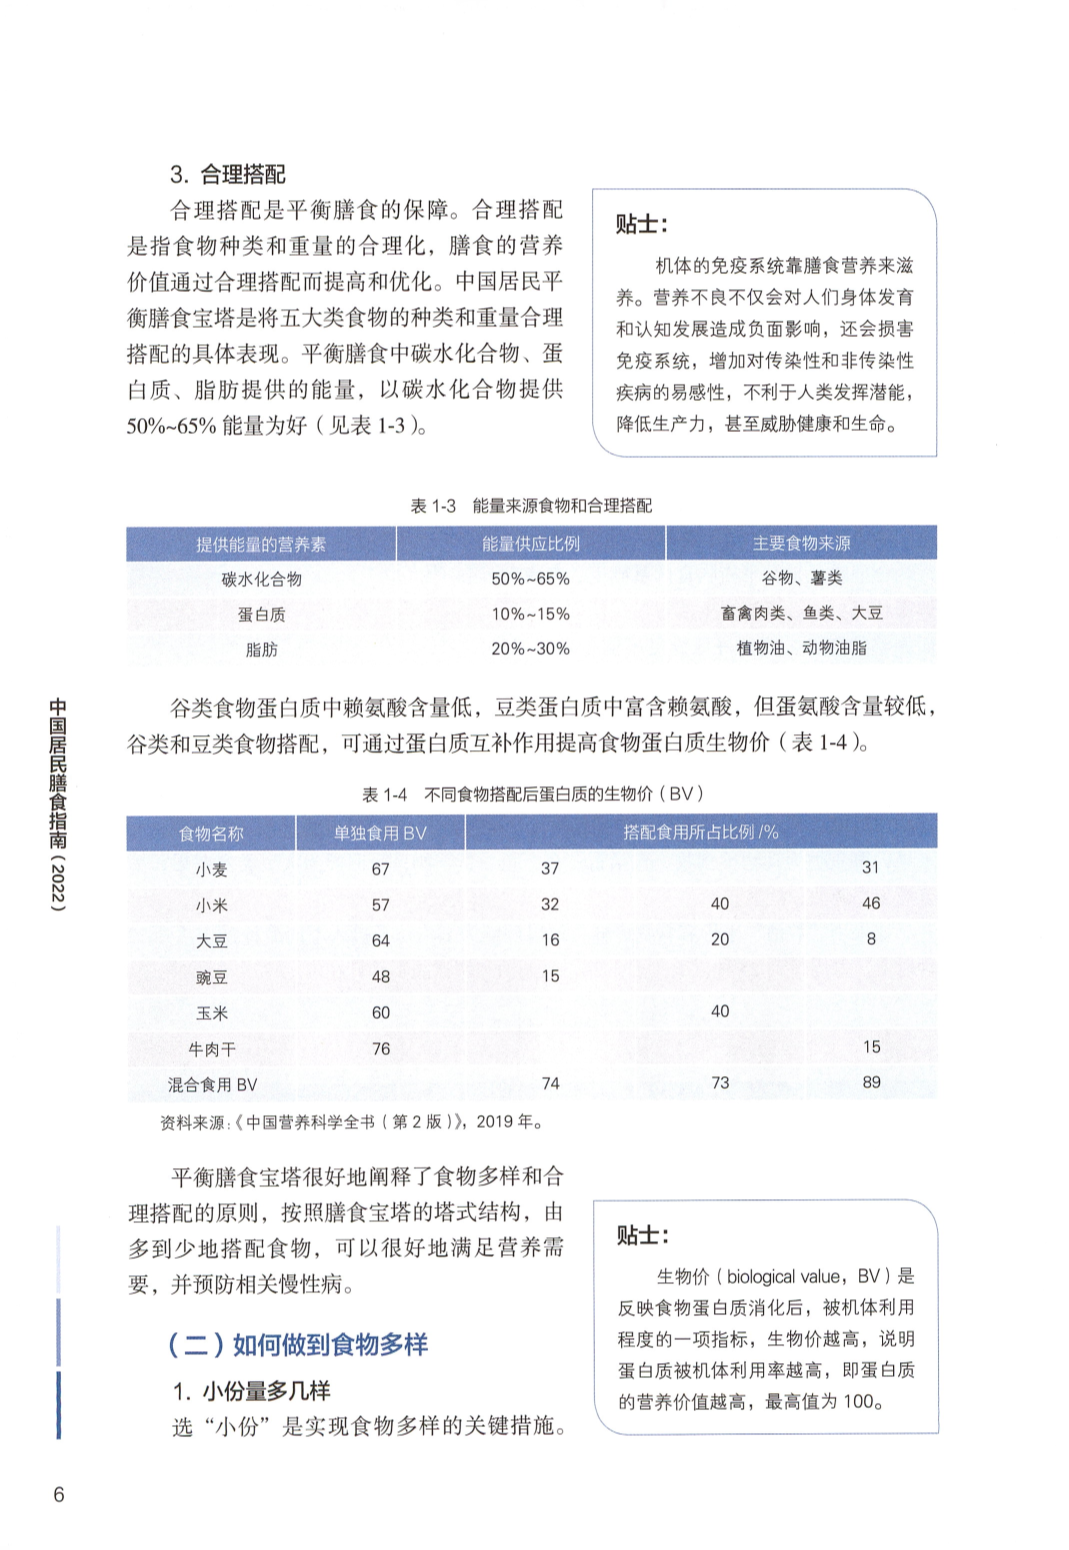 3. 合理搭配
合理搭配是平衡膳食的保障。合理搭配
是指食物种类和重量的合理化，膳食的营养
价值通过合理搭配而提高和优化。中国居民平
衡膳食宝塔是将五大类食物的种类和重量合理
搭配的具体表现。平衡膳食中碳水化合物、蛋
白质、脂肪提供的能量，以碳水化合物提供
50%~65% 能量为好（见表 1-3）。
贴士：
机体的免疫系统靠膳食营养来滋
养。营养不良不仅会对人们身体发育
和认知发展造成负面影响，还会损害
免疫系统，增加对传染性和非传染性
疾病的易感性，不利于人类发挥潜能，
降低生产力，甚至威胁健康和生命。
表 1-3 能量来源食物和合理搭配
提供能量的营养素 能量供应比例 主要食物来源
碳水化合物 50%~65% 谷物、薯类
蛋白质 10%~15% 畜禽肉类、鱼类、大豆
脂肪 20%~30% 植物油、动物油脂
谷类食物蛋白质中赖氨酸含量低，豆类蛋白质中富含赖氨酸，但蛋氨酸含量较低，
谷类和豆类食物搭配，可通过蛋白质互补作用提高食物蛋白质生物价（表 1-4）。
表 1-4 不同食物搭配后蛋白质的生物价（BV）
食物名称 单独食用 BV 搭配食用所占比例 /%
小麦 67 37 31
小米 57 32 40 46
大豆 64 16 20 8
豌豆 48 15
玉米 60 40
牛肉干 76 15
混合食用 BV 74 73 89
资料来源：《中国营养科学全书（第 2 版）》，2019 年。
平衡膳食宝塔很好地阐释了食物多样和合
理搭配的原则，按照膳食宝塔的塔式结构，由
多到少地搭配食物，可以很好地满足营养需
要，并预防相关慢性病。
（二）如何做到食物多样
1. 小份量多几样
选“小份”是实现食物多样的关键措施。
贴士：
生物价（biological value，BV）是
反映食物蛋白质消化后，被机体利用
程度的一项指标，生物价越高，说明
蛋白质被机体利用率越高，即蛋白质
的营养价值越高，最高值为 100。
中国居民膳食指南（2022）
6